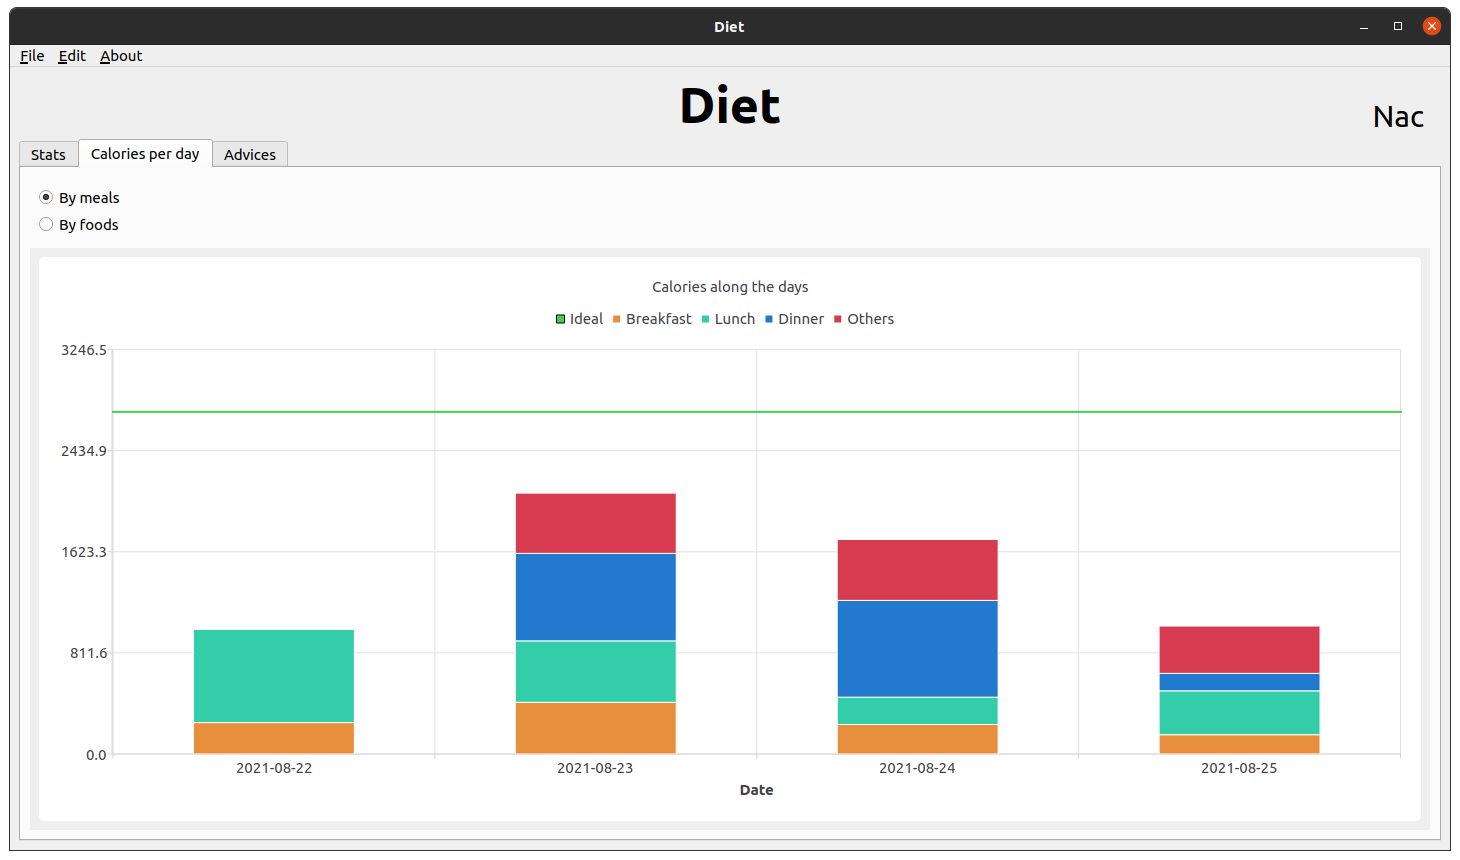 Diet
File Edit About
Diet
Nac
Stats Calories per day Advices
By meals
By foods
Calories along the days
Ideal Breakfast Lunch Dinner Others
3246.5
2434.9
1623.3
811.6
0.0
2021-08-22 2021-08-23 2021-08-24 2021-08-25
Date